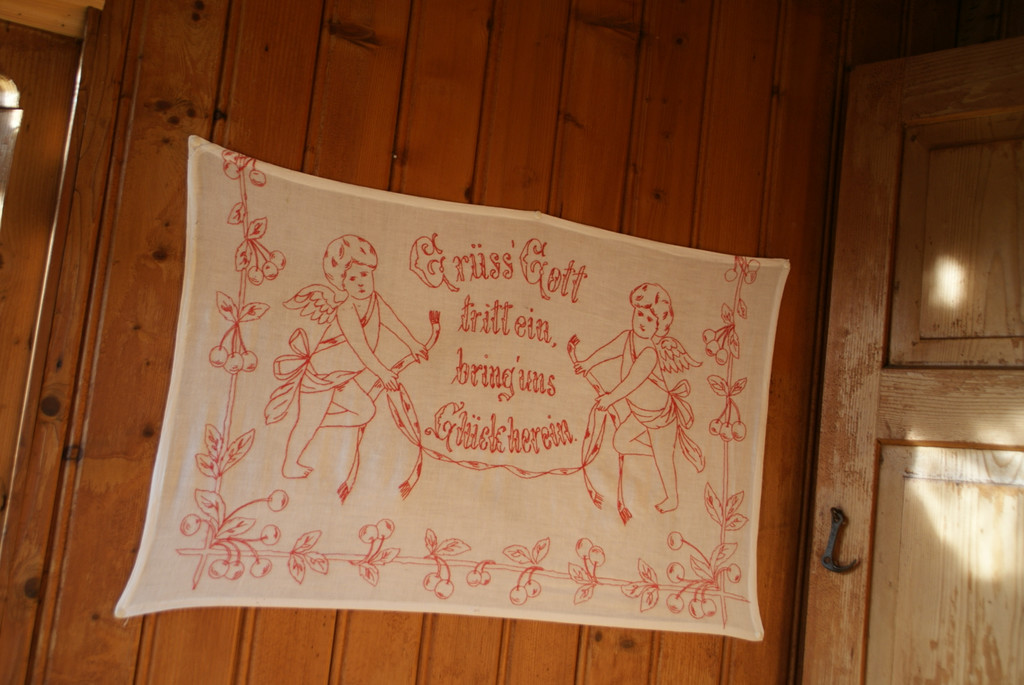 Grüss' Gott
tritt ein,
bring' uns
Glück herein.